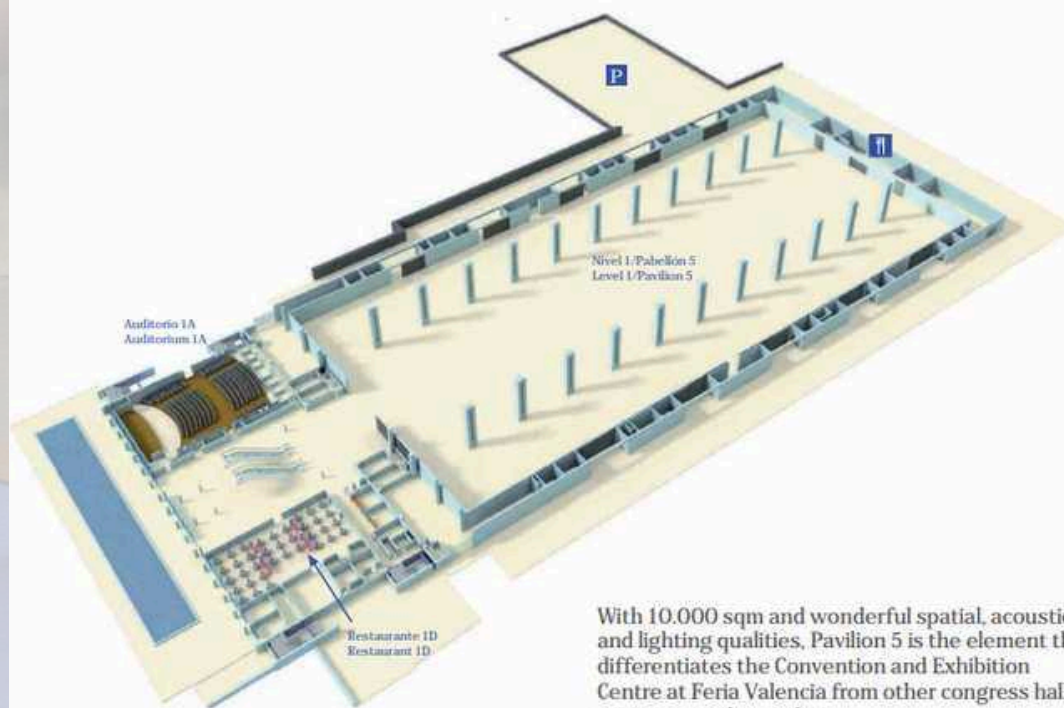 P
Nivel 1/Pabellón 5
Level 1/Pavilion 5
Auditorio 1A
Auditorium 1A
Restaurante 1D
Restaurant 1D
With 10.000 sqm and wonderful spatial, acoustic
and lighting qualities, Pavilion 5 is the element
differentiates the Convention and Exhibition
Centre at Feria Valencia from other congress